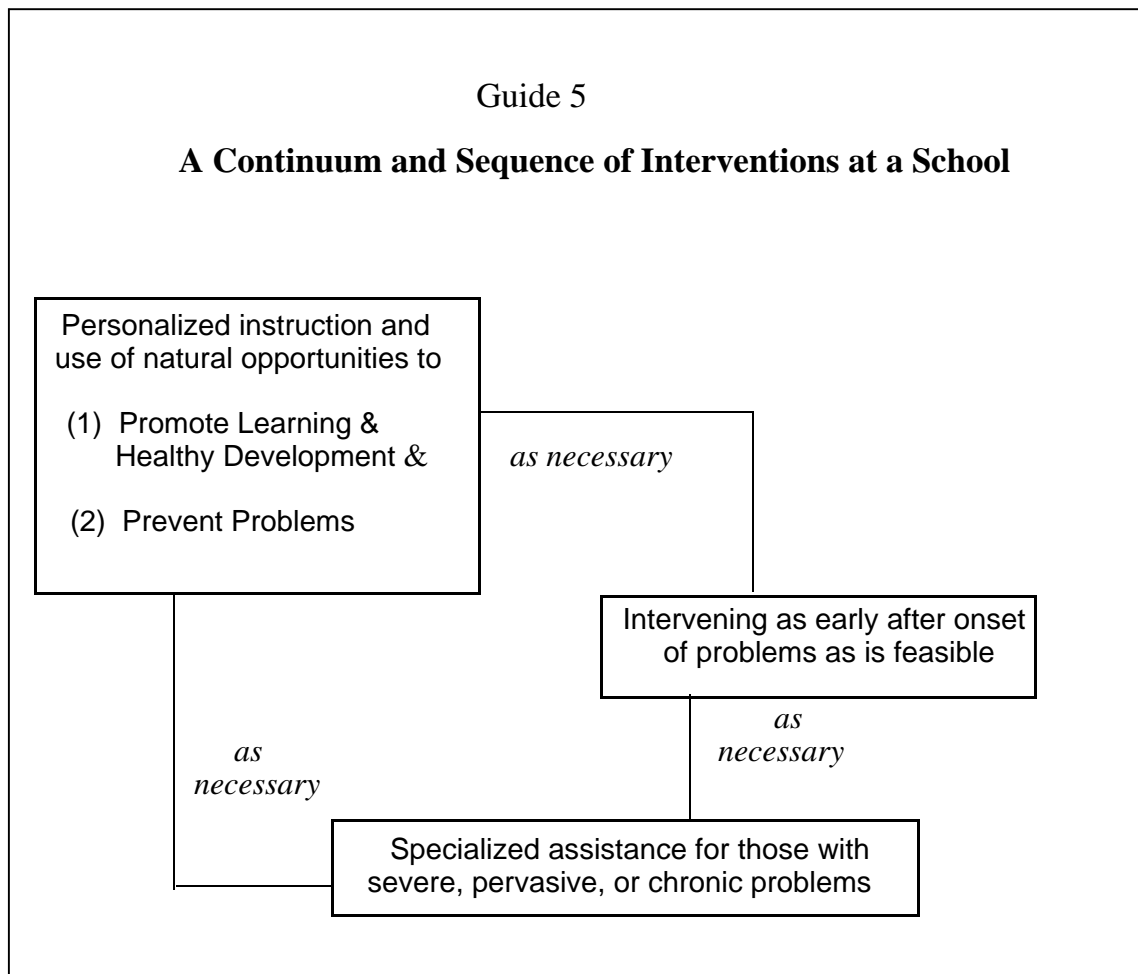 Guide 5
A Continuum and Sequence of Interventions at a School
Personalized instruction and
use of natural opportunities to
(1) Promote Learning &
Healthy Development &
(2) Prevent Problems
as necessary
Intervening as early after onset
of problems as is feasible
as
necessary
as
necessary
Specialized assistance for those with
severe, pervasive, or chronic problems